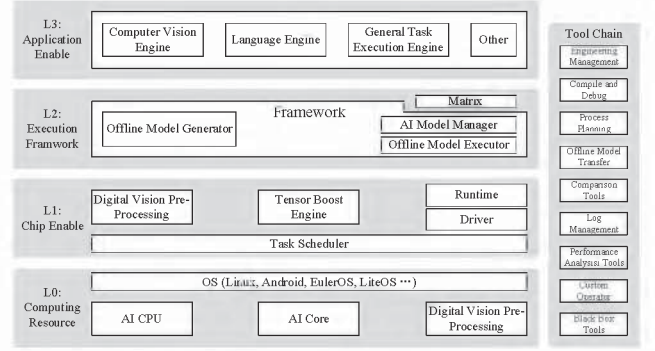 L3:
Application
Enable
Computer Vision
Engine
Language Engine
General Task
Execution Engine
Other
L2:
Execution
Framwork
Framework
Offline Model Generator
Matrix
AI Model Manager
Offline Model Executor
L1:
Chip Enable
Digital Vision Pre-
Processing
Tensor Boost
Engine
Runtime
Driver
Task Scheduler
L0:
Computing
Resource
OS (Linux, Android, EulerOS, LiteOS ···)
AI CPU
AI Core
Digital Vision Pre-
Processing
Tool Chain
Engineering
Management
Compile and
Debug
Process
Planning
Offline Model
Transfer
Comparison
Tools
Log
Management
Performance
Analysisi Tools
Custom
Operator
Black Box
Tools